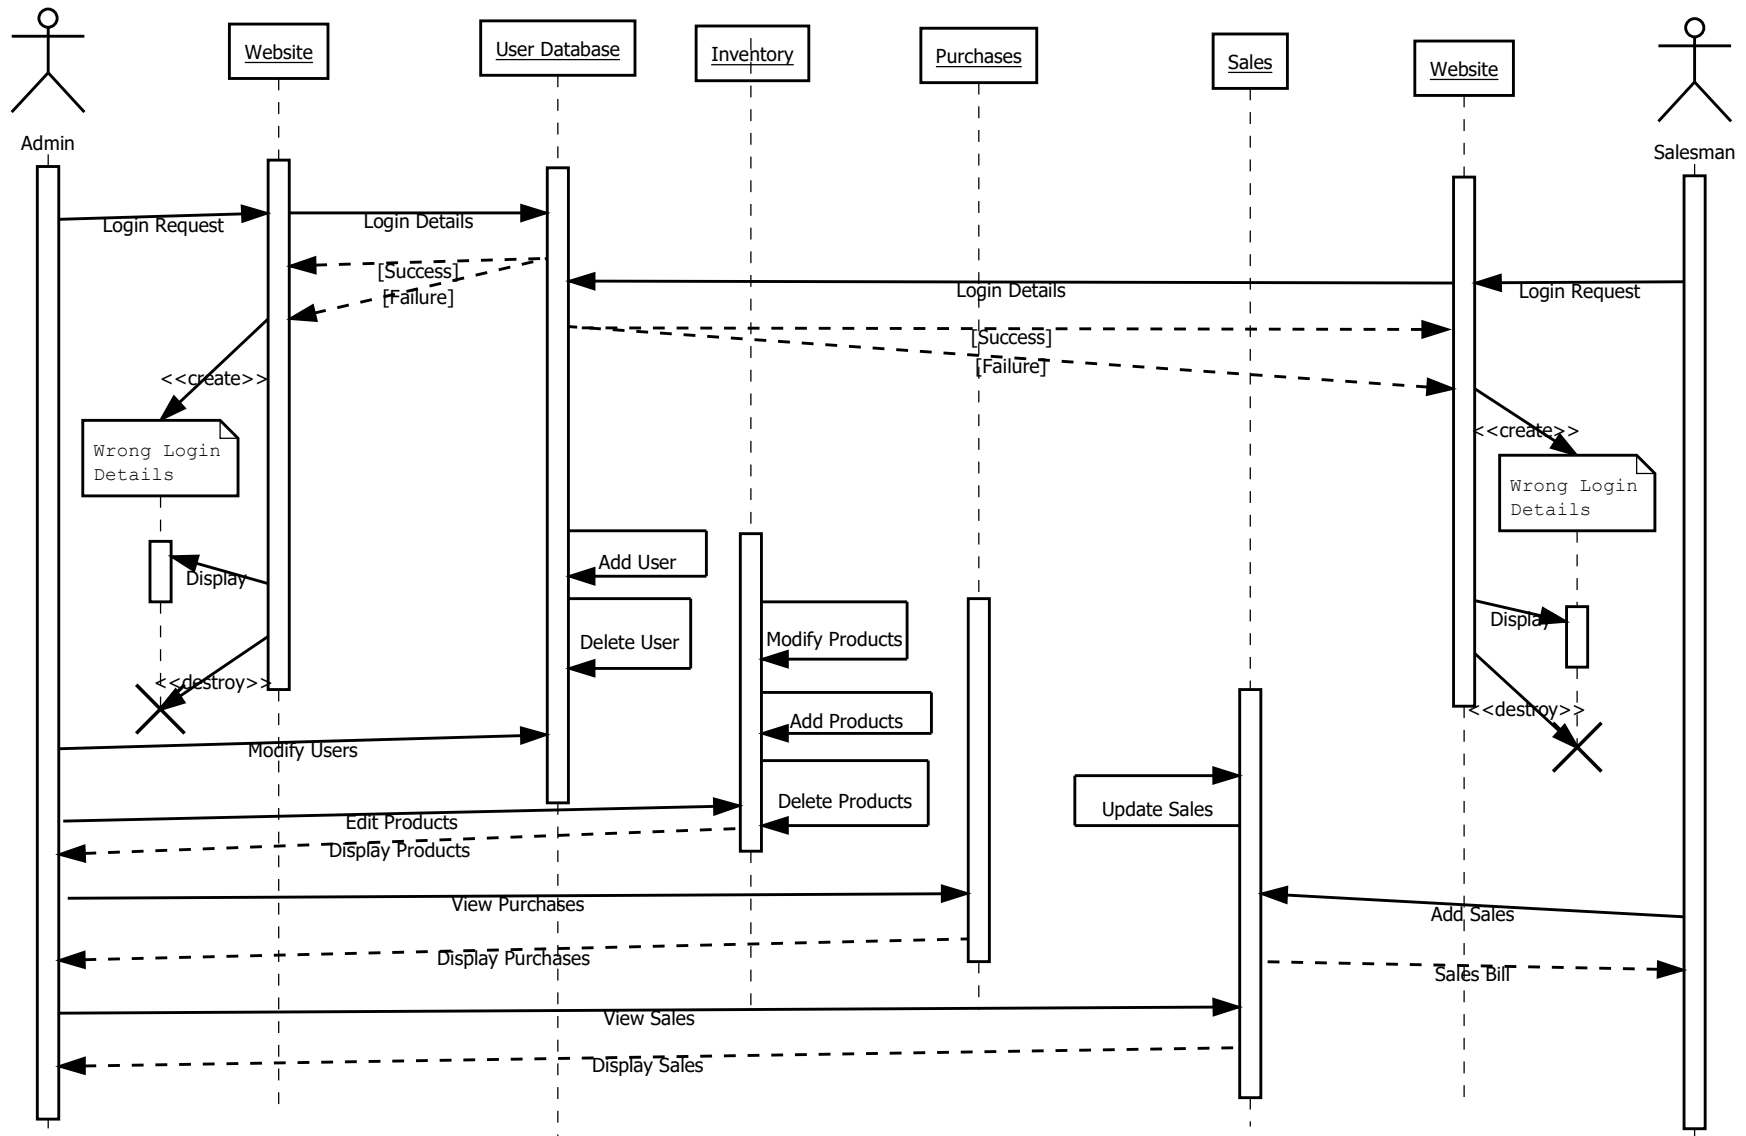 Website
User Database
Inventory
Purchases
Sales
Website
Admin
Salesman
Login Request
Login Details
[Success]
[Failure]
Login Details
Login Request
[Success]
[Failure]
<<create>>
Wrong Login
Details
<<create>>
Wrong Login
Details
Add User
Display
Delete User
Modify Products
Display
<<destroy>>
<<destroy>>
Add Products
Modify Users
Delete Products
Update Sales
Edit Products
Display Products
View Purchases
Add Sales
Display Purchases
Sales Bill
View Sales
Display Sales